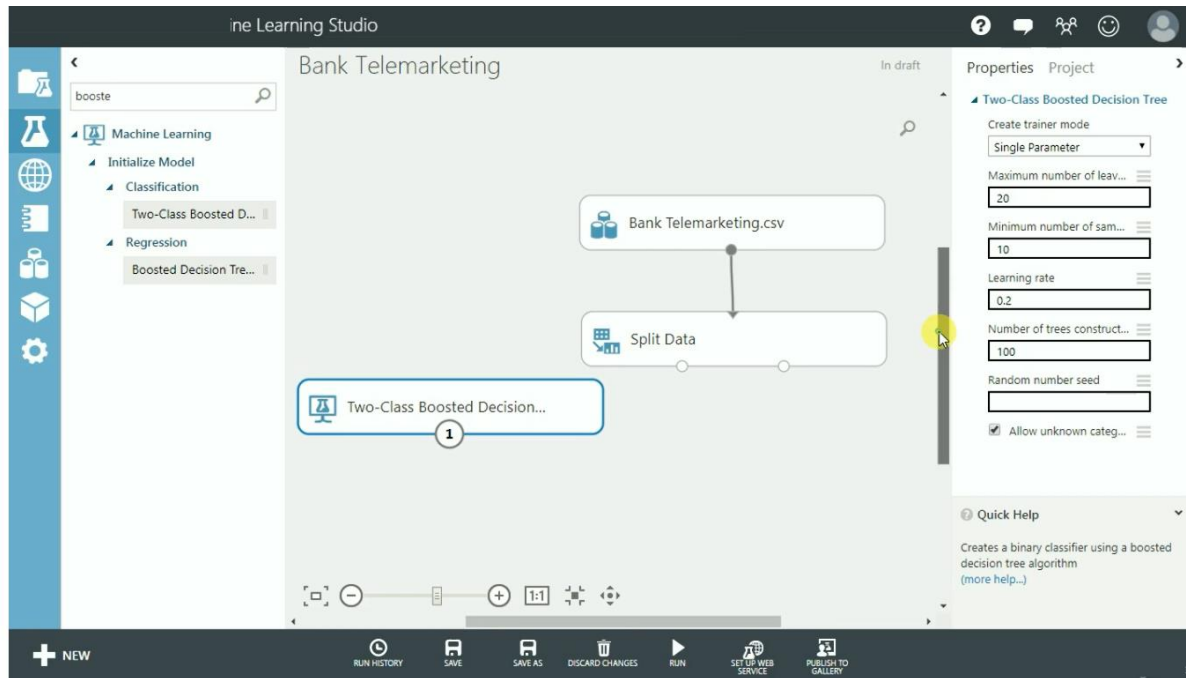 ine Learning Studio
booste
Machine Learning
Initialize Model
Classification
Two-Class Boosted D...
Regression
Boosted Decision Tre...
Bank Telemarketing
In draft
Bank Telemarketing.csv
Split Data
Two-Class Boosted Decision...
1
1:1
Properties Project
Two-Class Boosted Decision Tree
Create trainer mode
Single Parameter
Maximum number of leav...
20
Minimum number of sam...
10
Learning rate
0.2
Number of trees construct...
100
Random number seed
Allow unknown categ...
Quick Help
Creates a binary classifier using a boosted
decision tree algorithm
(more help...)
NEW
RUN HISTORY
SAVE
SAVE AS
DISCARD CHANGES
RUN
SET UP WEB
SERVICE
PUBLISH TO
GALLERY